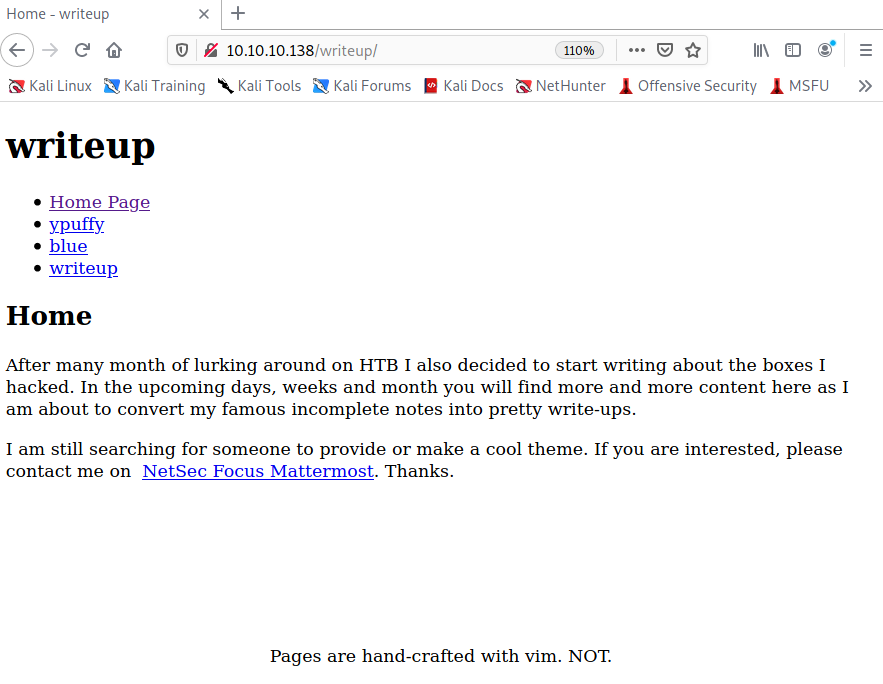 Home - writeup
10.10.10.138/writeup/
110%
Kali Linux
Kali Training
Kali Tools
Kali Forums
Kali Docs
NetHunter
Offensive Security
MSFU
writeup
Home Page
ypuffy
blue
writeup
Home
After many month of lurking around on HTB I also decided to start writing about the boxes I
hacked. In the upcoming days, weeks and month you will find more and more content here as I
am about to convert my famous incomplete notes into pretty write-ups.
I am still searching for someone to provide or make a cool theme. If you are interested, please
contact me on NetSec Focus Mattermost. Thanks.
Pages are hand-crafted with vim. NOT.